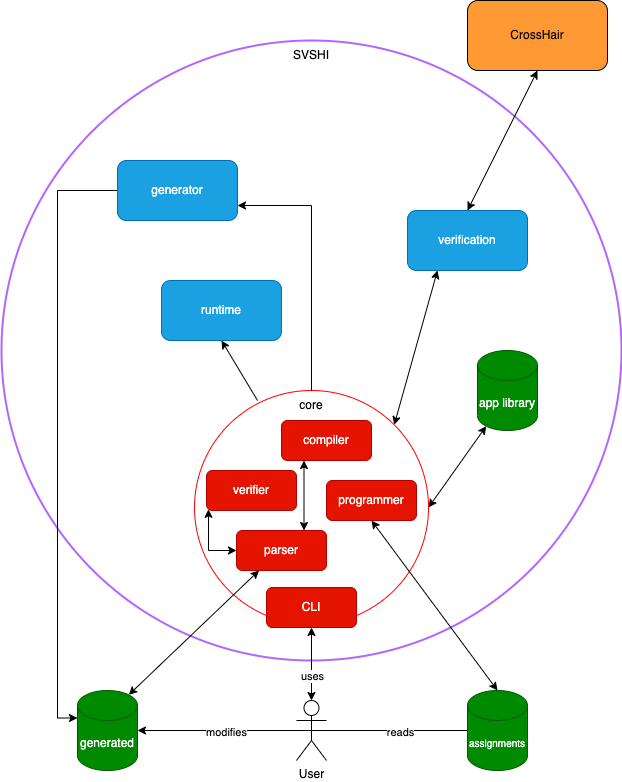 CrossHair
SVSHI
generator
verification
runtime
app library
core
compiler
verifier
programmer
parser
CLI
uses
generated
modifies
reads
assignments
User